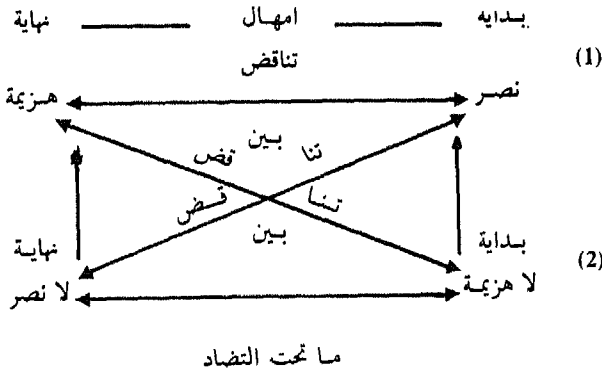 بدايه امهال نهاية
تناقض
(1)
نصر هزيمة
بين
تنا قض
تنا قض
بين
بداية نهاية
(2)
لا هزيمة لا نصر
ما تحت التضاد